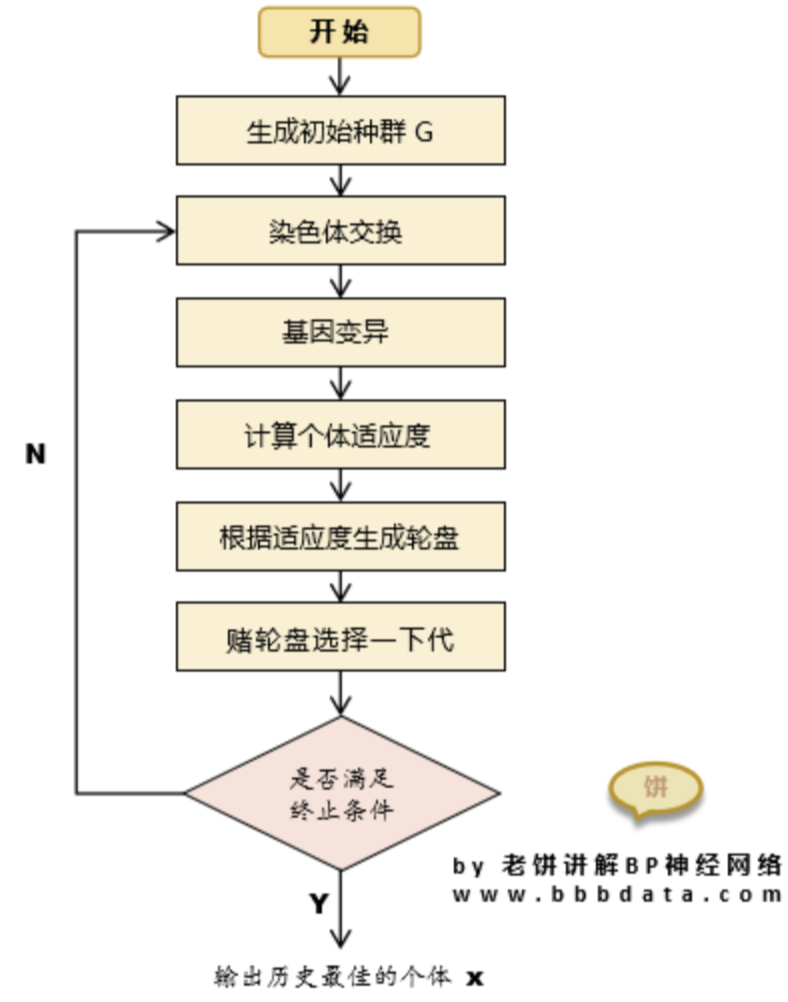 开始
生成初始种群 G
染色体交换
基因变异
计算个体适应度
N
根据适应度生成轮盘
赌轮盘选择一下代
是否满足
终止条件
饼
by 老饼讲解BP神经网络
www.bbbdata.com
Y
输出历史最佳的个体 x